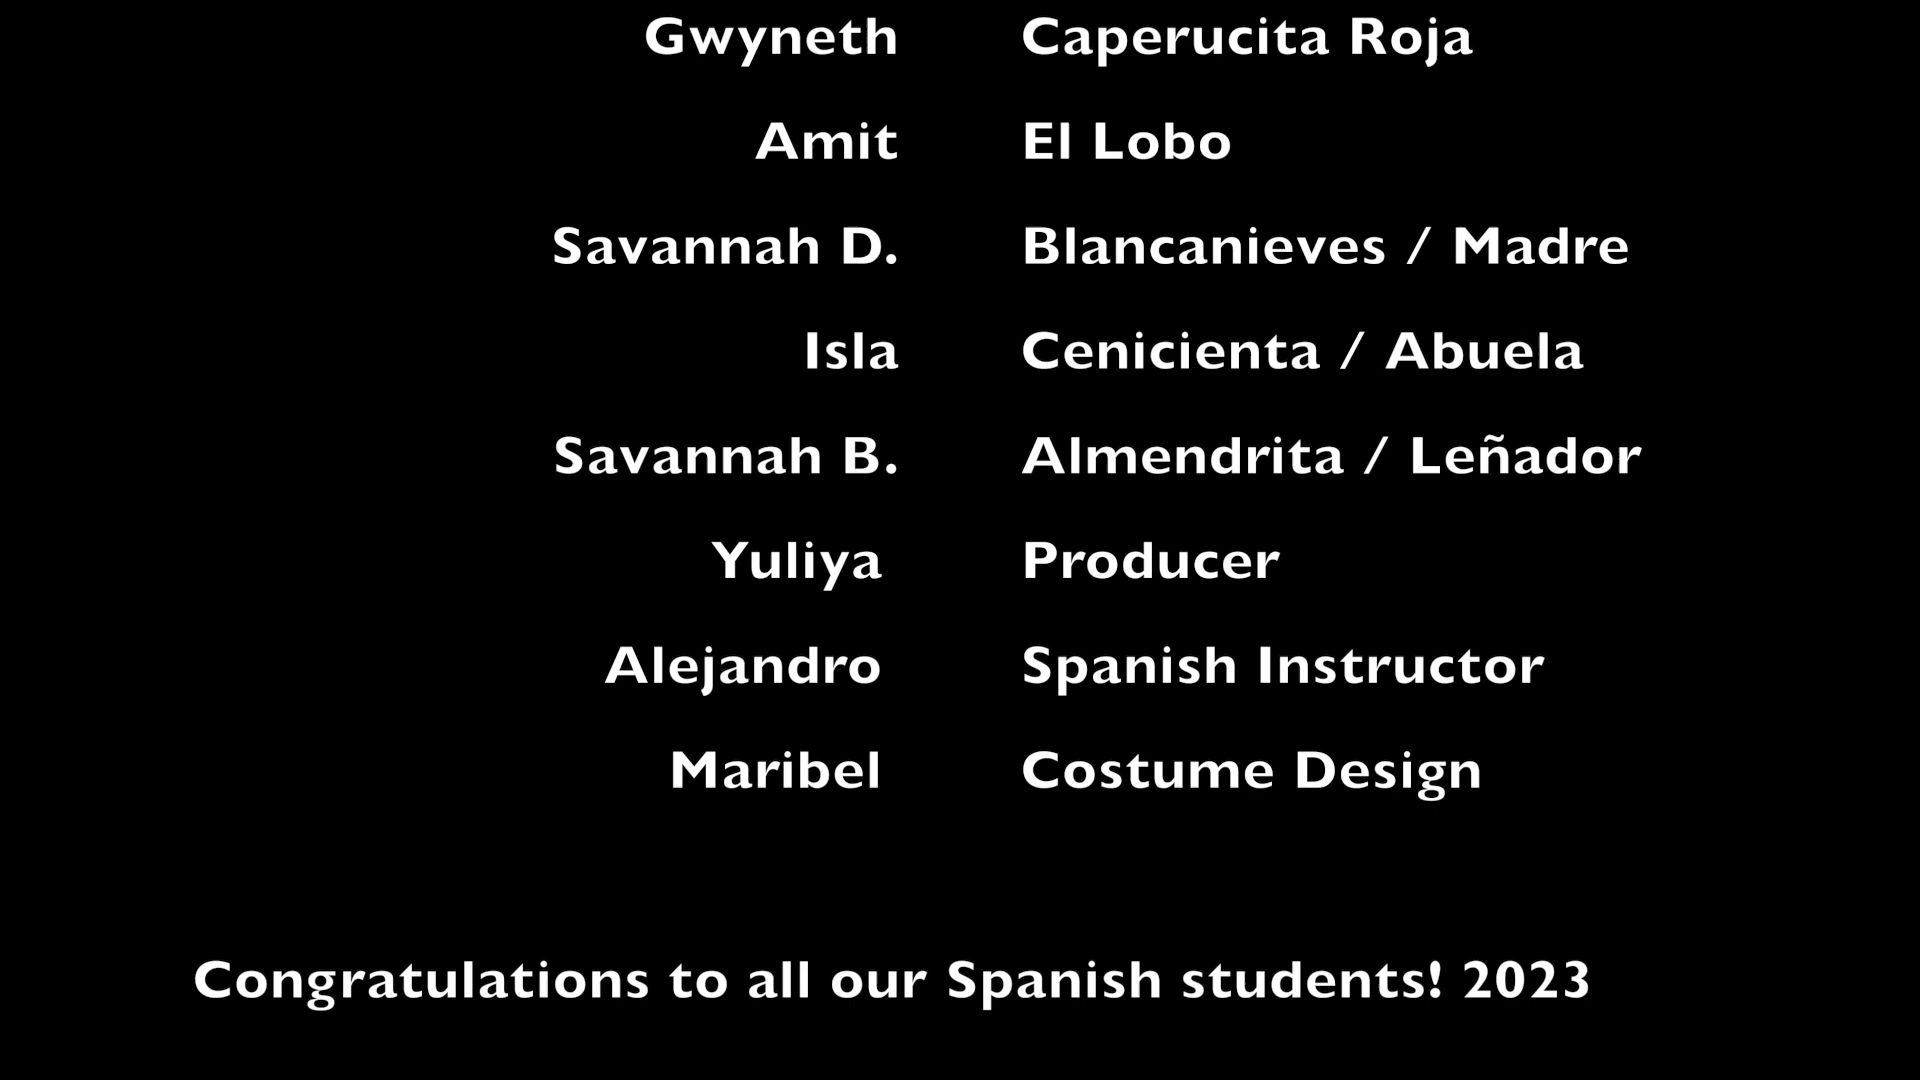 Gwyneth Caperucita Roja
Amit El Lobo
Savannah D. Blancanieves / Madre
Isla Cenicienta / Abuela
Savannah B. Almendrita / Leñador
Yuliya Producer
Alejandro Spanish Instructor
Maribel Costume Design
Congratulations to all our Spanish students! 2023